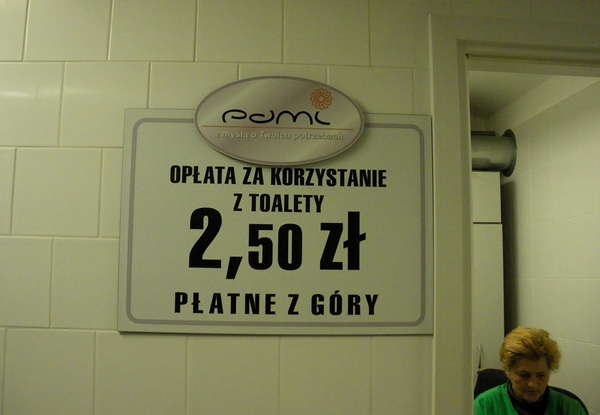 pdml
Z myślą o Twoich potrzebach
OPŁATA ZA KORZYSTANIE
Z TOALETY
2,50 ZŁ
PŁATNE Z GÓRY